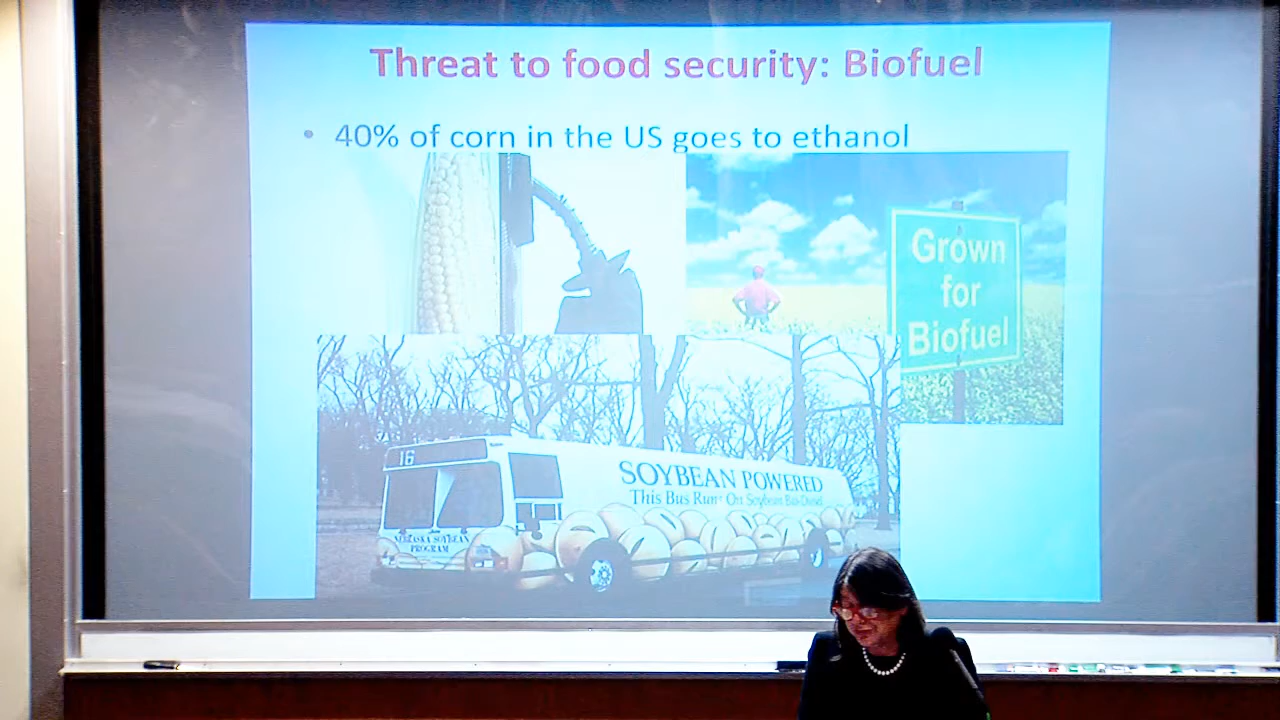 Threat to food security: Biofuel
• 40% of corn in the US goes to ethanol
Grown
for
Biofuel
16
SOYBEAN POWERED
This Bus Runs On Soybean Bio-Diesel
NEBRASKA SOYBEAN
PROGRAM